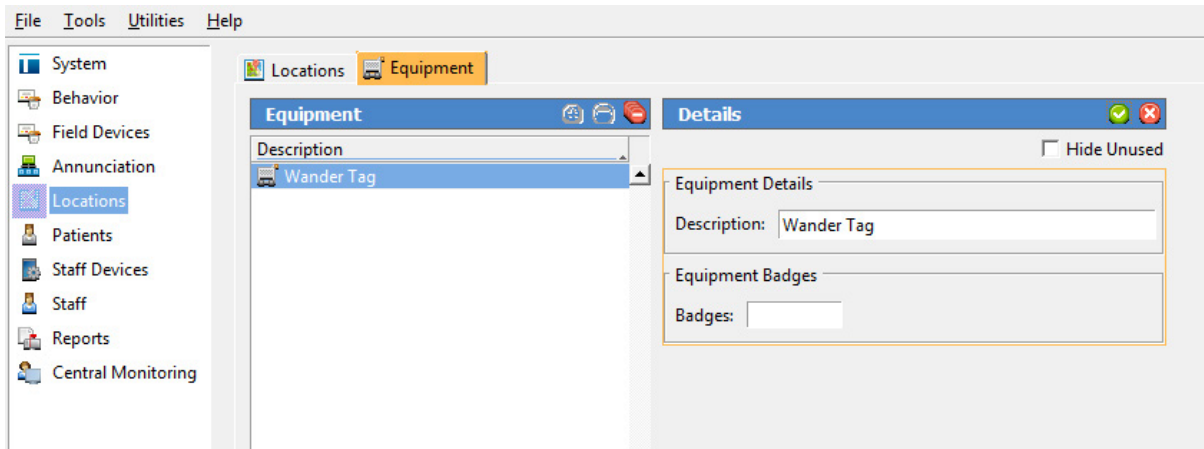 File Tools Utilities Help
System
Behavior
Field Devices
Annunciation
Locations
Patients
Staff Devices
Staff
Reports
Central Monitoring
Locations Equipment
Equipment
Description
Wander Tag
Details
Hide Unused
Equipment Details
Description: Wander Tag
Equipment Badges
Badges: